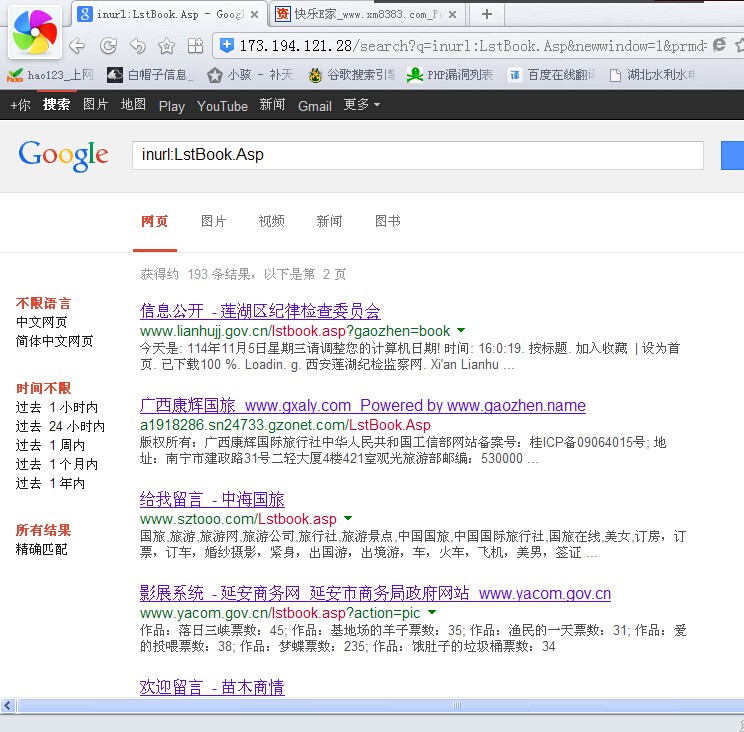 inurl:LstBook.Asp - Googl
快乐E家_www.xm8383.com_P
173.194.121.28/search?q=inurl:LstBook.Asp&newwindow=1&prmd=
hao123_上网 白帽子信息_ 小孩 - 补天 谷歌搜索引 PHP漏洞列表 百度在线翻 湖北水利水
+你 搜索 图片 地图 Play YouTube 新闻 Gmail 更多
Google inurl:LstBook.Asp
网页 图片 视频 新闻 图书
获得约 193 条结果，以下是第 2 页
不限语言
中文网页
简体中文网页
时间不限
过去 1 小时内
过去 24 小时内
过去 1 周内
过去 1 个月内
过去 1 年内
所有结果
精确匹配
信息公开 - 莲湖区纪律检查委员会
www.lianhujj.gov.cn/lstbook.asp?gaozhen=book
今天是: 114年11月5日星期三请调整您的计算机日期! 时间: 16:0:19. 按标题. 加入收藏 | 设为首
页. 已下载100 %. Loadin. g. 西安莲湖纪检监察网. Xi'an Lianhu ...
广西康辉国旅_www.gxaly.com_Powered by www.gaozhen.name
a1918286.sn24733.gzonet.com/LstBook.Asp
版权所有：广西康辉国际旅行社中华人民共和国工信部网站备案号：桂ICP备09064015号; 地
址：南宁市建政路31号二轻大厦4楼421室观光旅游部邮编：530000 ...
给我留言 - 中海国旅
www.sztooo.com/Lstbook.asp
国旅,旅游,旅游网,旅游公司,旅行社,旅游景点,中国国旅,中国国际旅行社,国旅在线,美女,订房，订
票，订车，婚纱摄影，紧身，出国游，出境游，车，火车，飞机，美男，签证 ...
影展系统 - 延安商务网_延安市商务局政府网站_www.yacom.gov.cn
www.yacom.gov.cn/lstbook.asp?action=pic
作品：落日三峡票数：45; 作品：基地场的羊子票数：35; 作品：渔民的一天票数：31; 作品：爱
的投喂票数：38; 作品：梦蝶票数：235; 作品：饿肚子的垃圾桶票数：34
欢迎留言 - 苗木商情